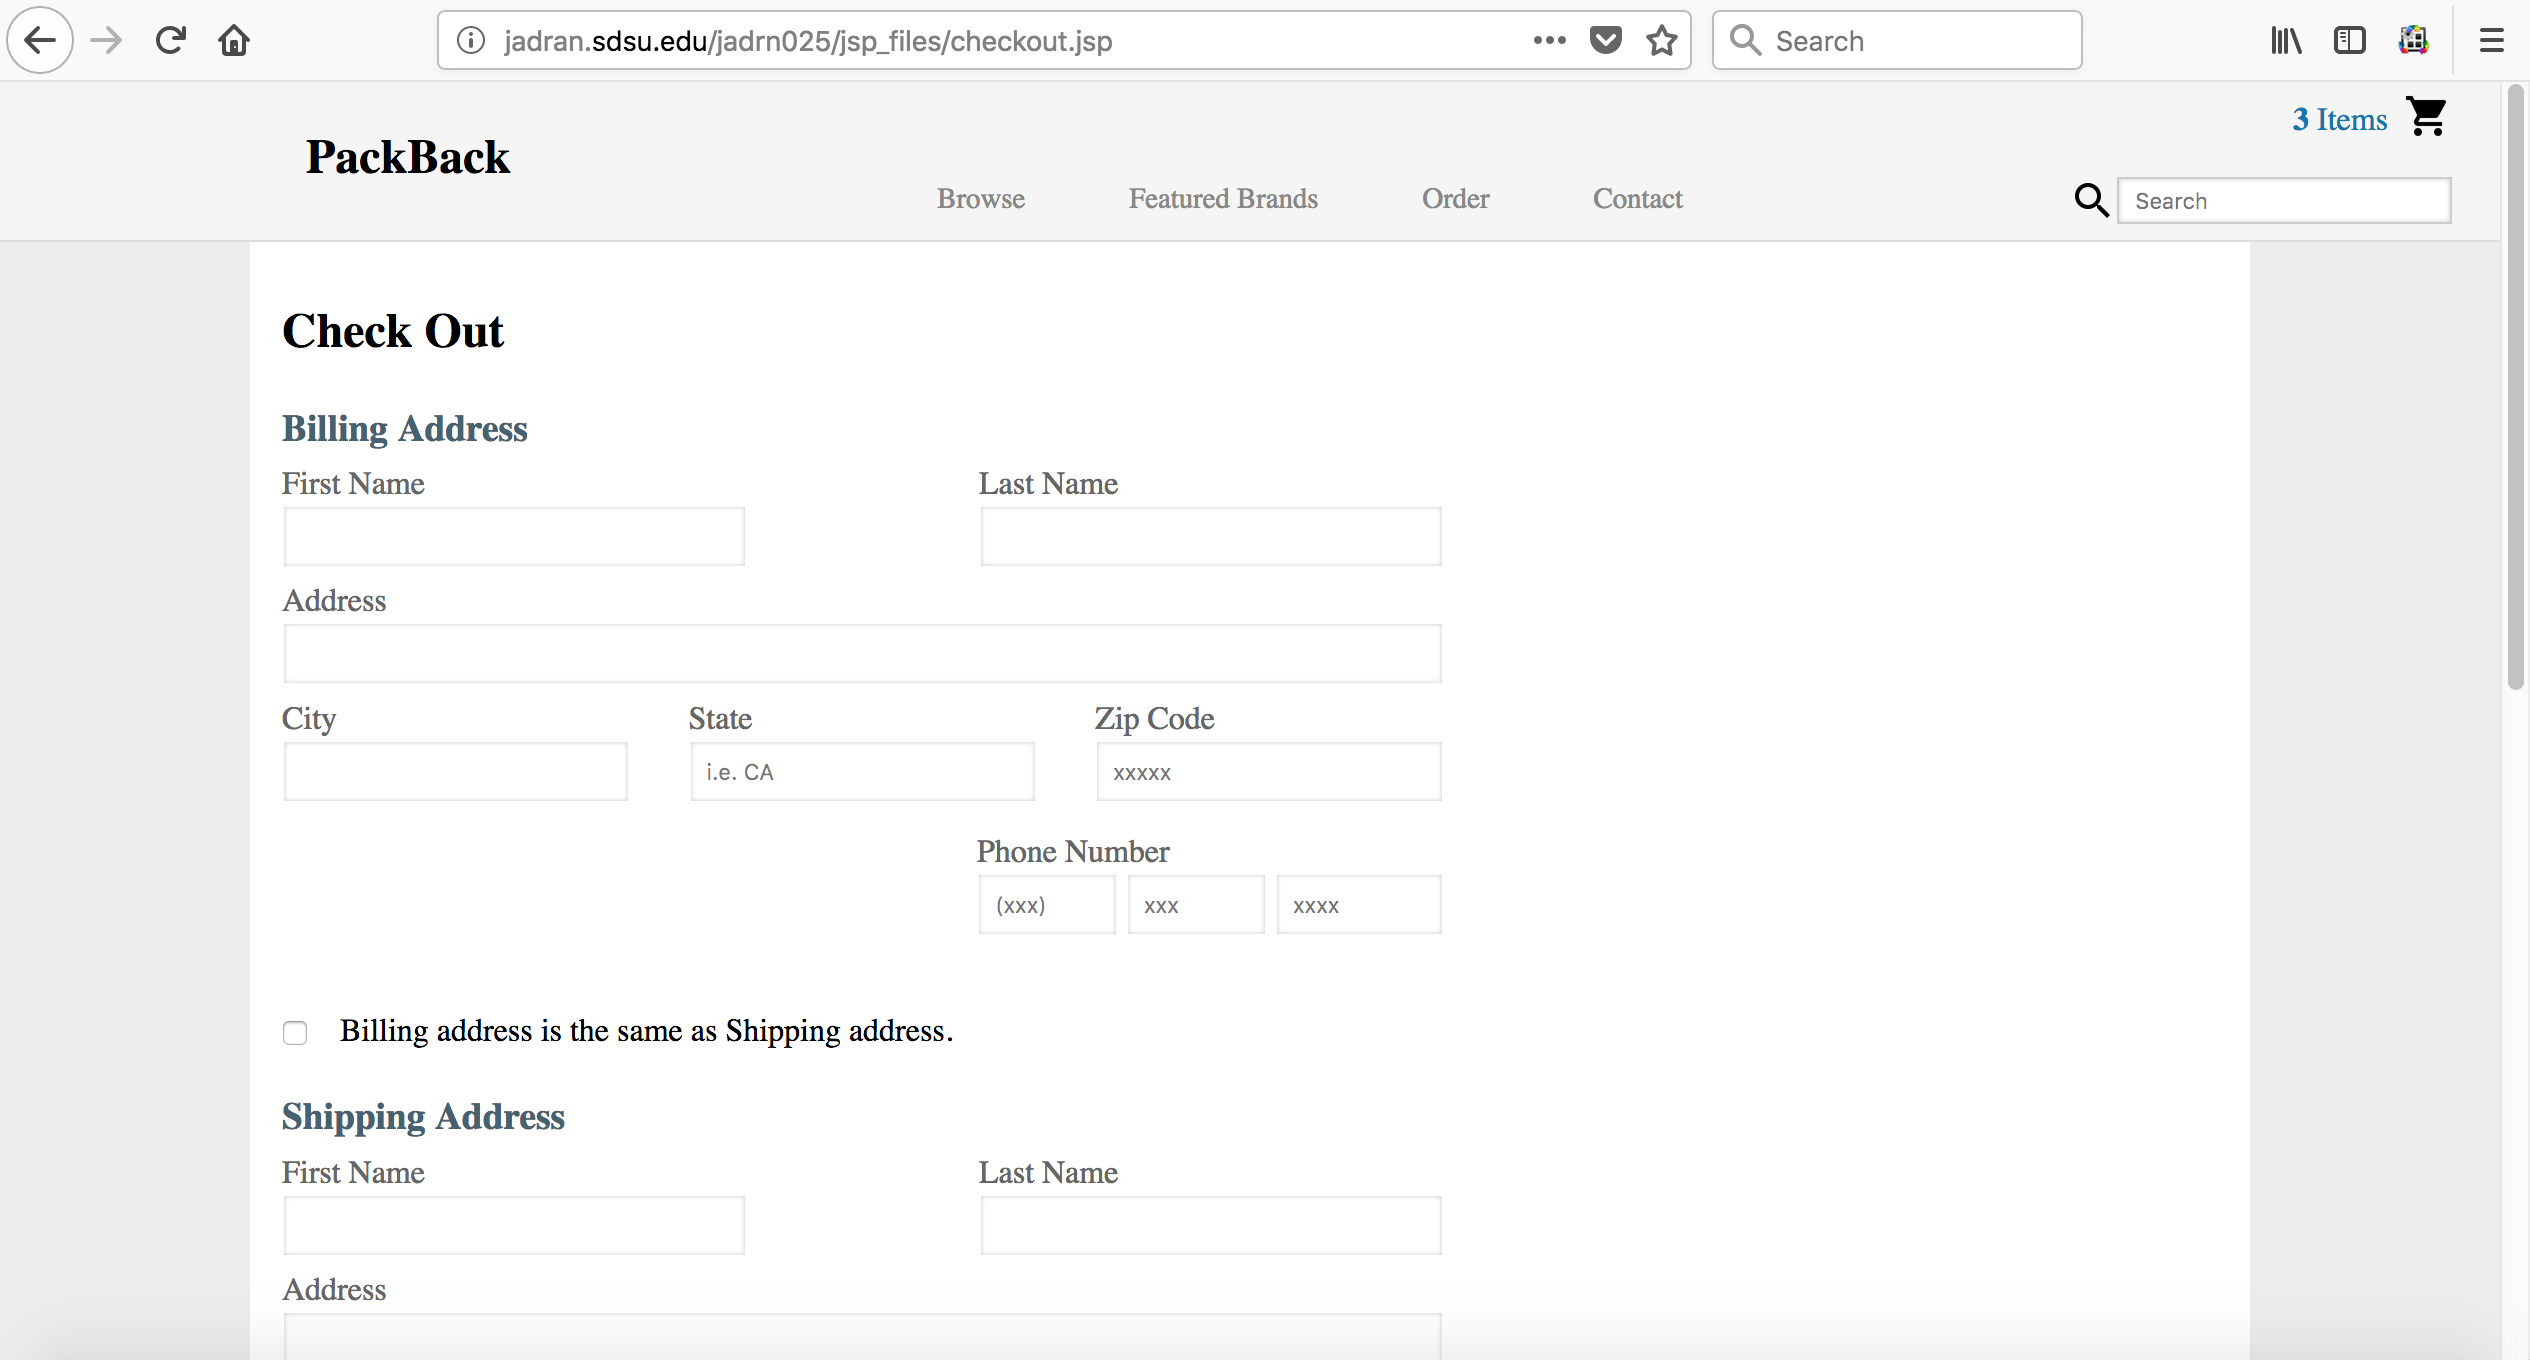 jadran.sdsu.edu/jadrn025/jsp_files/checkout.jsp
Search
3 Items
PackBack
Browse Featured Brands Order Contact
Search
Check Out
Billing Address
First Name Last Name
Address
City State Zip Code
i.e. CA xxxxx
Phone Number
(xxx) xxx xxxx
Billing address is the same as Shipping address.
Shipping Address
First Name Last Name
Address